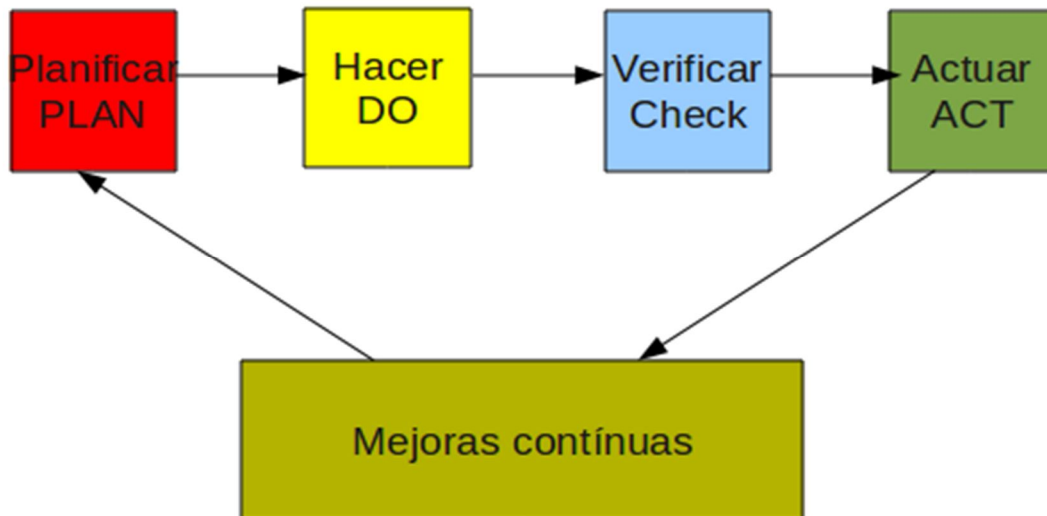 Planificar
PLAN
Hacer
DO
Verificar
Check
Actuar
ACT
Mejoras contínuas